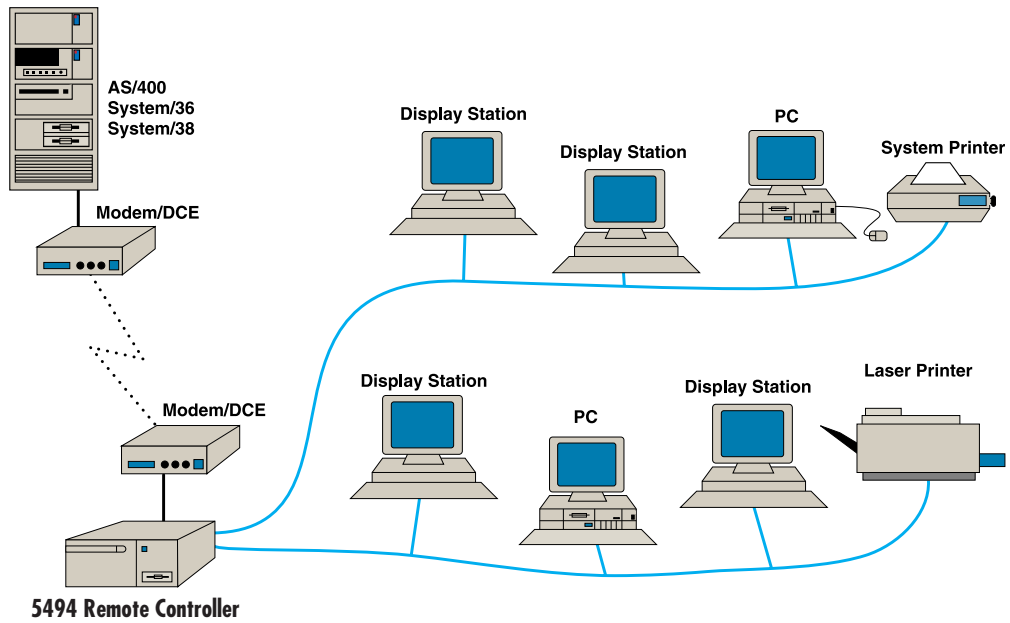 AS/400
System/36
System/38
Modem/DCE
Display Station
Display Station
PC
System Printer
Modem/DCE
Display Station
PC
Display Station
Laser Printer
5494 Remote Controller